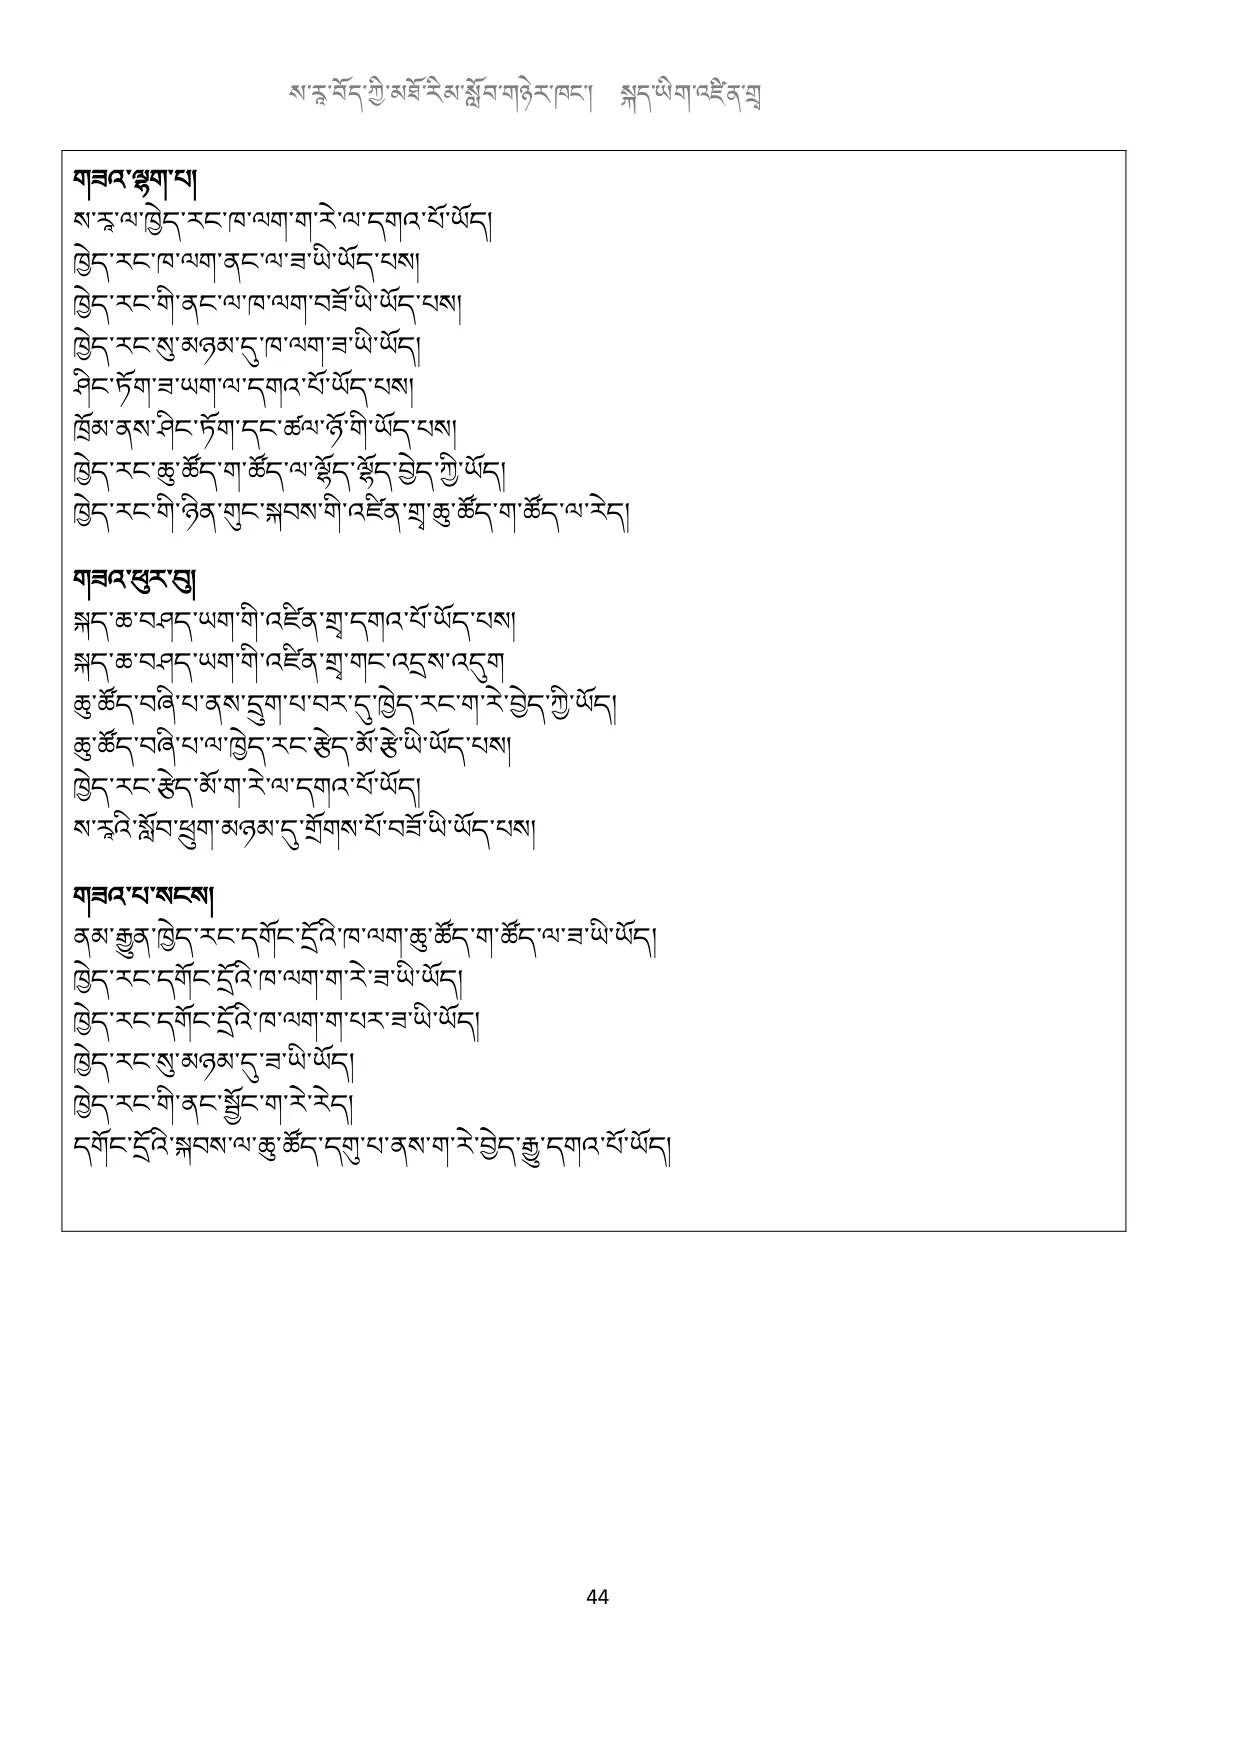 ས་རཱ་བོད་ཀྱི་མཐོ་རིམ་སློབ་གཉེར་ཁང་། སྐད་ཡིག་འཛིན་གྲྭ
གཟའ་ལྷག་པ།
ས་རཱ་ལ་ཁྱེད་རང་ཁ་ལག་ག་རེ་ལ་དགའ་པོ་ཡོད།
ཁྱེད་རང་ཁ་ལག་ནང་ལ་ཟ་ཡི་ཡོད་པས།
ཁྱེད་རང་གི་ནང་ལ་ཁ་ལག་བཟོ་ཡི་ཡོད་པས།
ཁྱེད་རང་སུ་མཉམ་དུ་ཁ་ལག་ཟ་ཡི་ཡོད།
ཤིང་ཏོག་ཟ་ཡག་ལ་དགའ་པོ་ཡོད་པས།
ཁྲོམ་ནས་ཤིང་ཏོག་དང་ཚལ་ཉོ་གི་ཡོད་པས།
ཁྱེད་རང་ཆུ་ཚོད་ག་ཚོད་ལ་ལྷོད་ལྷོད་བྱེད་ཀྱི་ཡོད།
ཁྱེད་རང་གི་ཉིན་གུང་སྐབས་གི་འཛིན་གྲྭ་ཆུ་ཚོད་ག་ཚོད་ལ་རེད།
གཟའ་ཕུར་བུ།
སྐད་ཆ་བཤད་ཡག་གི་འཛིན་གྲྭ་དགའ་པོ་ཡོད་པས།
སྐད་ཆ་བཤད་ཡག་གི་འཛིན་གྲྭ་གང་འདྲས་འདུག
ཆུ་ཚོད་བཞི་པ་ནས་དྲུག་པ་བར་དུ་ཁྱེད་རང་ག་རེ་བྱེད་ཀྱི་ཡོད།
ཆུ་ཚོད་བཞི་པ་ལ་ཁྱེད་རང་རྩེད་མོ་རྩེ་ཡི་ཡོད་པས།
ཁྱེད་རང་རྩེད་མོ་ག་རེ་ལ་དགའ་པོ་ཡོད།
ས་རཱའི་སློབ་ཕྲུག་མཉམ་དུ་གྲོགས་པོ་བཟོ་ཡི་ཡོད་པས།
གཟའ་པ་སངས།
ནམ་རྒྱུན་ཁྱེད་རང་དགོང་དྲོའི་ཁ་ལག་ཆུ་ཚོད་ག་ཚོད་ལ་ཟ་ཡི་ཡོད།
ཁྱེད་རང་དགོང་དྲོའི་ཁ་ལག་ག་རེ་ཟ་ཡི་ཡོད།
ཁྱེད་རང་དགོང་དྲོའི་ཁ་ལག་ག་པར་ཟ་ཡི་ཡོད།
ཁྱེད་རང་སུ་མཉམ་དུ་ཟ་ཡི་ཡོད།
ཁྱེད་རང་གི་ནང་སྦྱོང་ག་རེ་རེད།
དགོང་དྲོའི་སྐབས་ལ་ཆུ་ཚོད་དགུ་པ་ནས་ག་རེ་བྱེད་རྒྱུ་དགའ་པོ་ཡོད།
44